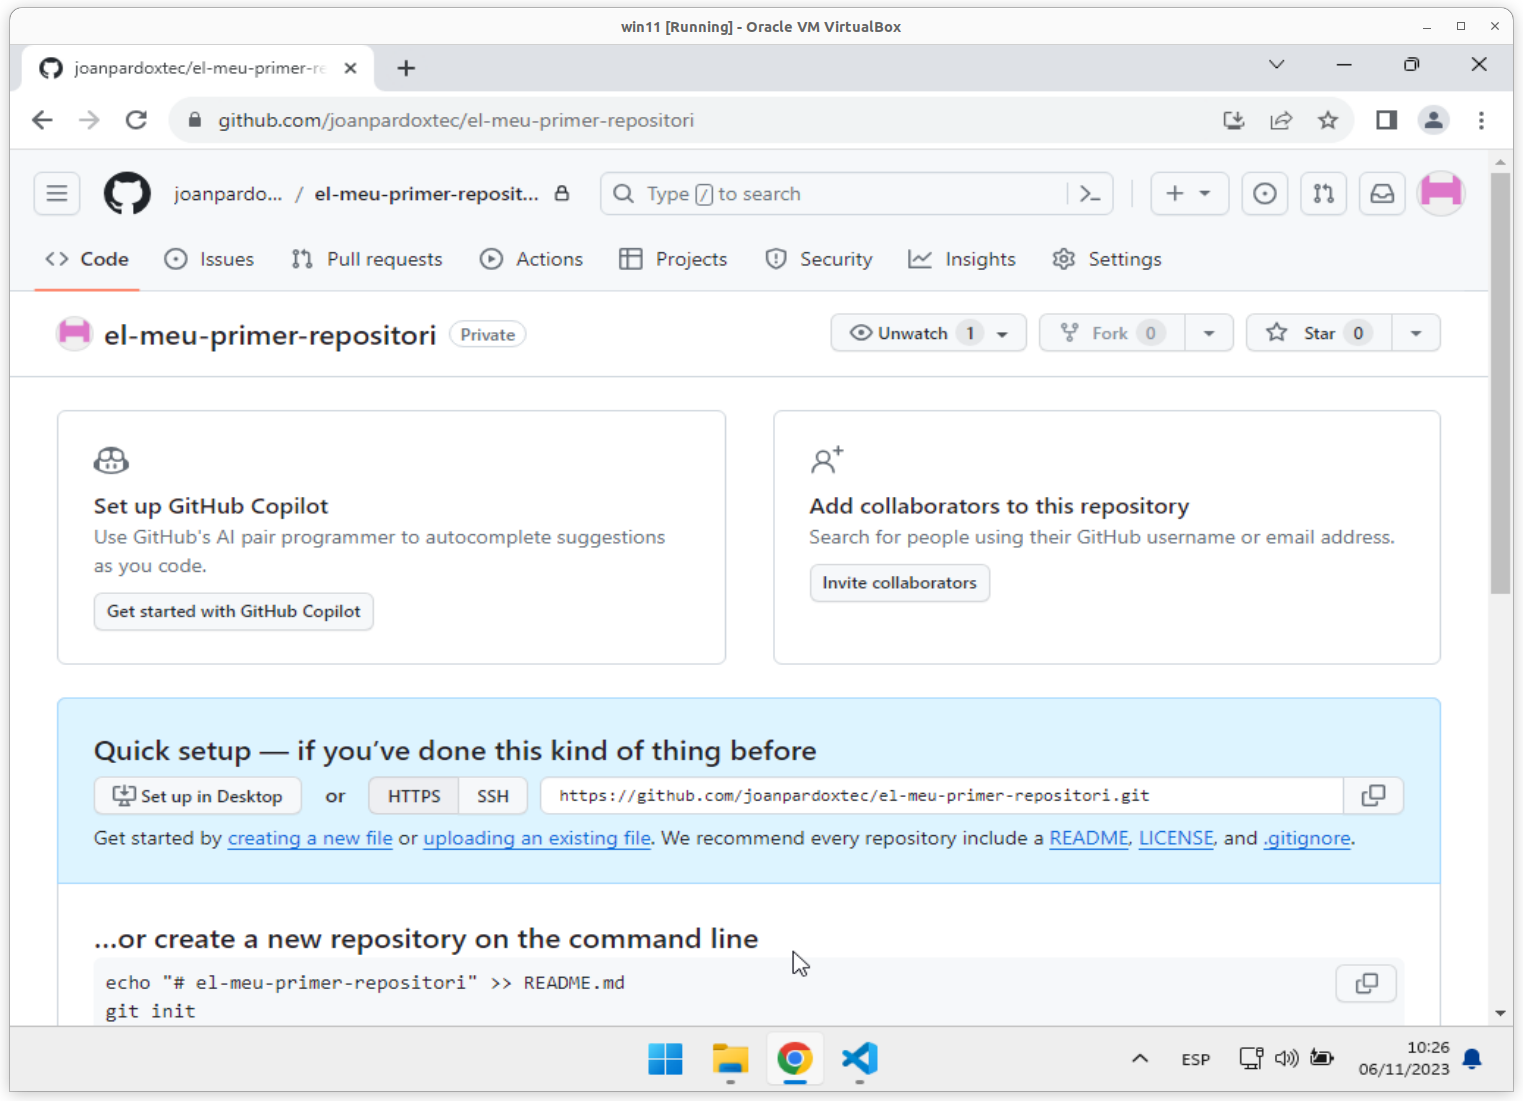 win11 [Running] - Oracle VM VirtualBox
joanpardoxtec/el-meu-primer-re
github.com/joanpardoxtec/el-meu-primer-repositori
joanpardo... / el-meu-primer-reposit... Type / to search
Code Issues Pull requests Actions Projects Security Insights Settings
el-meu-primer-repositori Private Unwatch 1 Fork 0 Star 0
Set up GitHub Copilot
Use GitHub's AI pair programmer to autocomplete suggestions
as you code.
Get started with GitHub Copilot
Add collaborators to this repository
Search for people using their GitHub username or email address.
Invite collaborators
Quick setup — if you’ve done this kind of thing before
Set up in Desktop or HTTPS SSH https://github.com/joanpardoxtec/el-meu-primer-repositori.git
Get started by creating a new file or uploading an existing file. We recommend every repository include a README, LICENSE, and .gitignore.
...or create a new repository on the command line
echo "# el-meu-primer-repositori" >> README.md
git init
ESP
10:26
06/11/2023